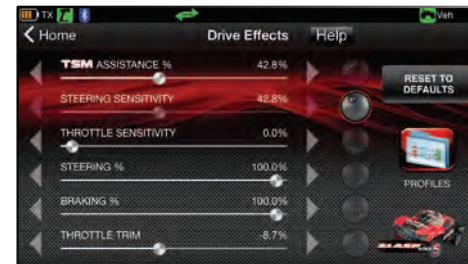 TX Veh
Home Drive Effects Help
TSM ASSISTANCE % 42.8%
RESET TO
DEFAULTS
STEERING SENSITIVITY 42.8%
THROTTLE SENSITIVITY 0.0%
STEERING % 100.0%
PROFILES
BRAKING % 100.0%
THROTTLE TRIM -8.7%
SLASH